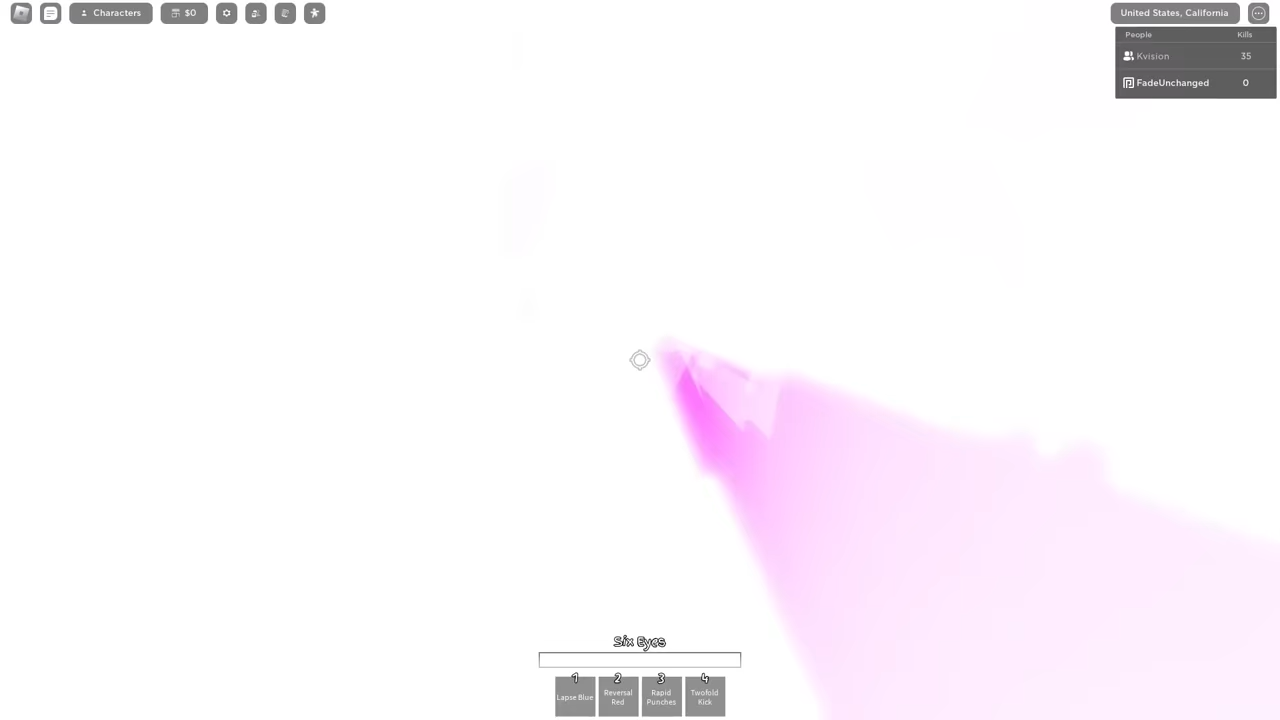 Characters
$0
United States, California
People Kills
Kvision 35
FadeUnchanged 0
Six Eyes
1 2 3 4
Lapse Blue
Reversal Red
Rapid Punches
Twofold Kick